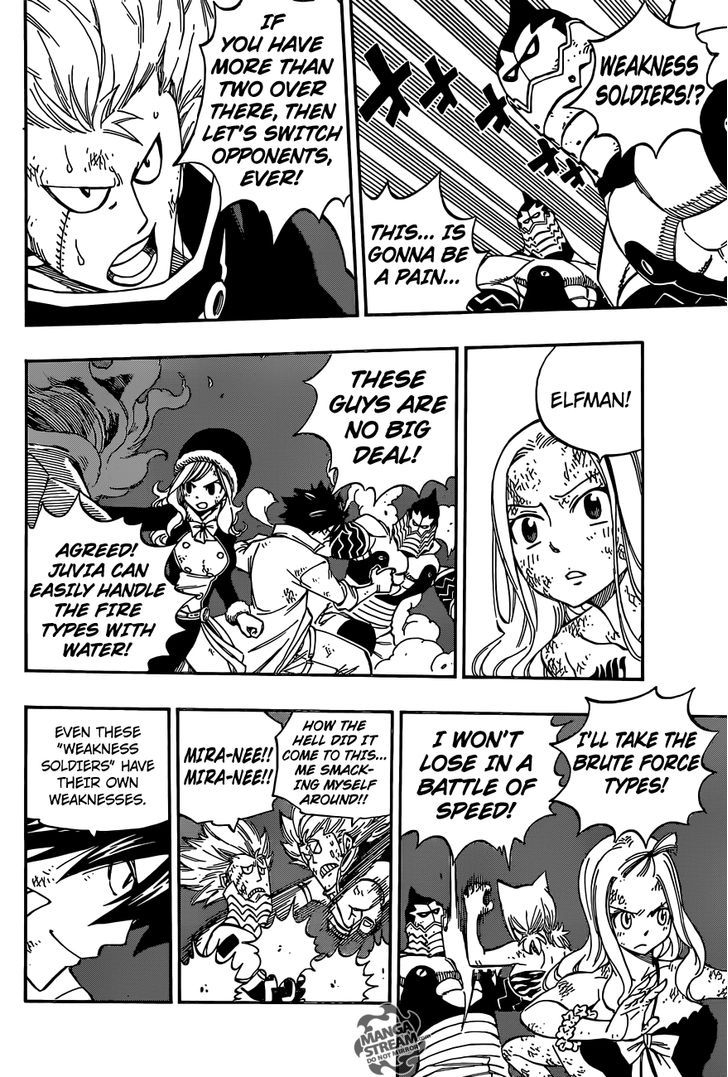 WEAKNESS
SOLDIERS!?
THIS... IS
GONNA BE
A PAIN...
IF
YOU HAVE
MORE THAN
TWO OVER
THERE, THEN
LET'S SWITCH
OPPONENTS,
EVER!
ELFMAN!
THESE
GUYS ARE
NO BIG
DEAL!
AGREED!
JUVIA CAN
EASILY HANDLE
THE FIRE
TYPES WITH
WATER!
I'LL TAKE THE
BRUTE FORCE
TYPES!
I WON'T
LOSE IN A
BATTLE OF
SPEED!
HOW THE
HELL DID IT
COME TO THIS...
ME SMACK-
ING MYSELF
AROUND!!
MIRA-NEE!!
MIRA-NEE!!
EVEN THESE
"WEAKNESS
SOLDIERS" HAVE
THEIR OWN
WEAKNESSES.
MANGA
STREAM
DO NOT MIRROR